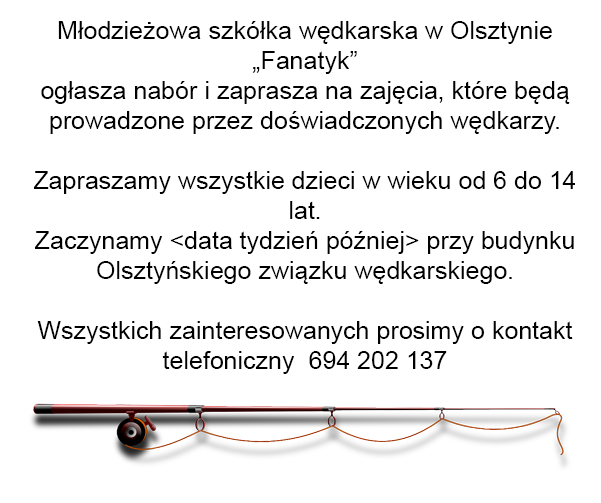 Młodzieżowa szkółka wędkarska w Olsztynie
„Fanatyk”
ogłasza nabór i zaprasza na zajęcia, które będą
prowadzone przez doświadczonych wędkarzy.
Zapraszamy wszystkie dzieci w wieku od 6 do 14
lat.
Zaczynamy <data tydzień później> przy budynku
Olsztyńskiego związku wędkarskiego.
Wszystkich zainteresowanych prosimy o kontakt
telefoniczny  694 202 137